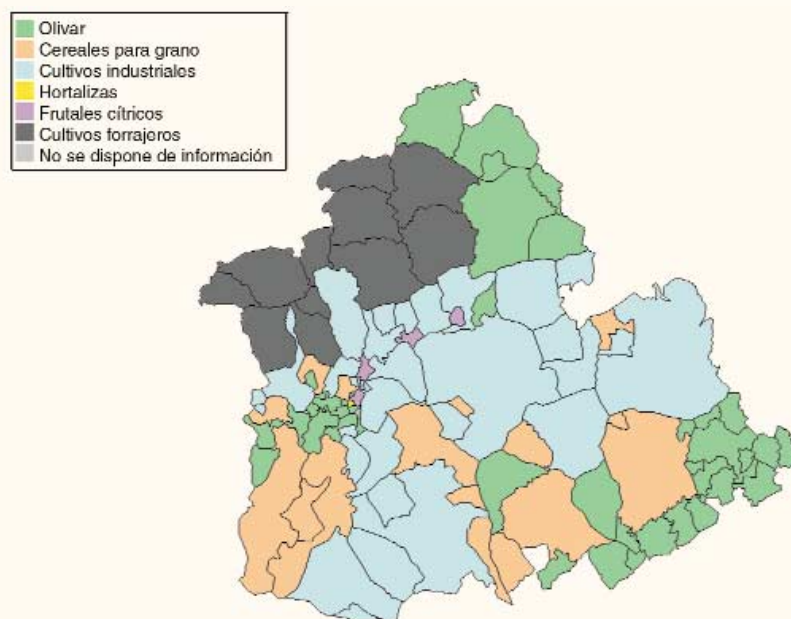 Olivar
Cereales para grano
Cultivos industriales
Hortalizas
Frutales cítricos
Cultivos forrajeros
No se dispone de información